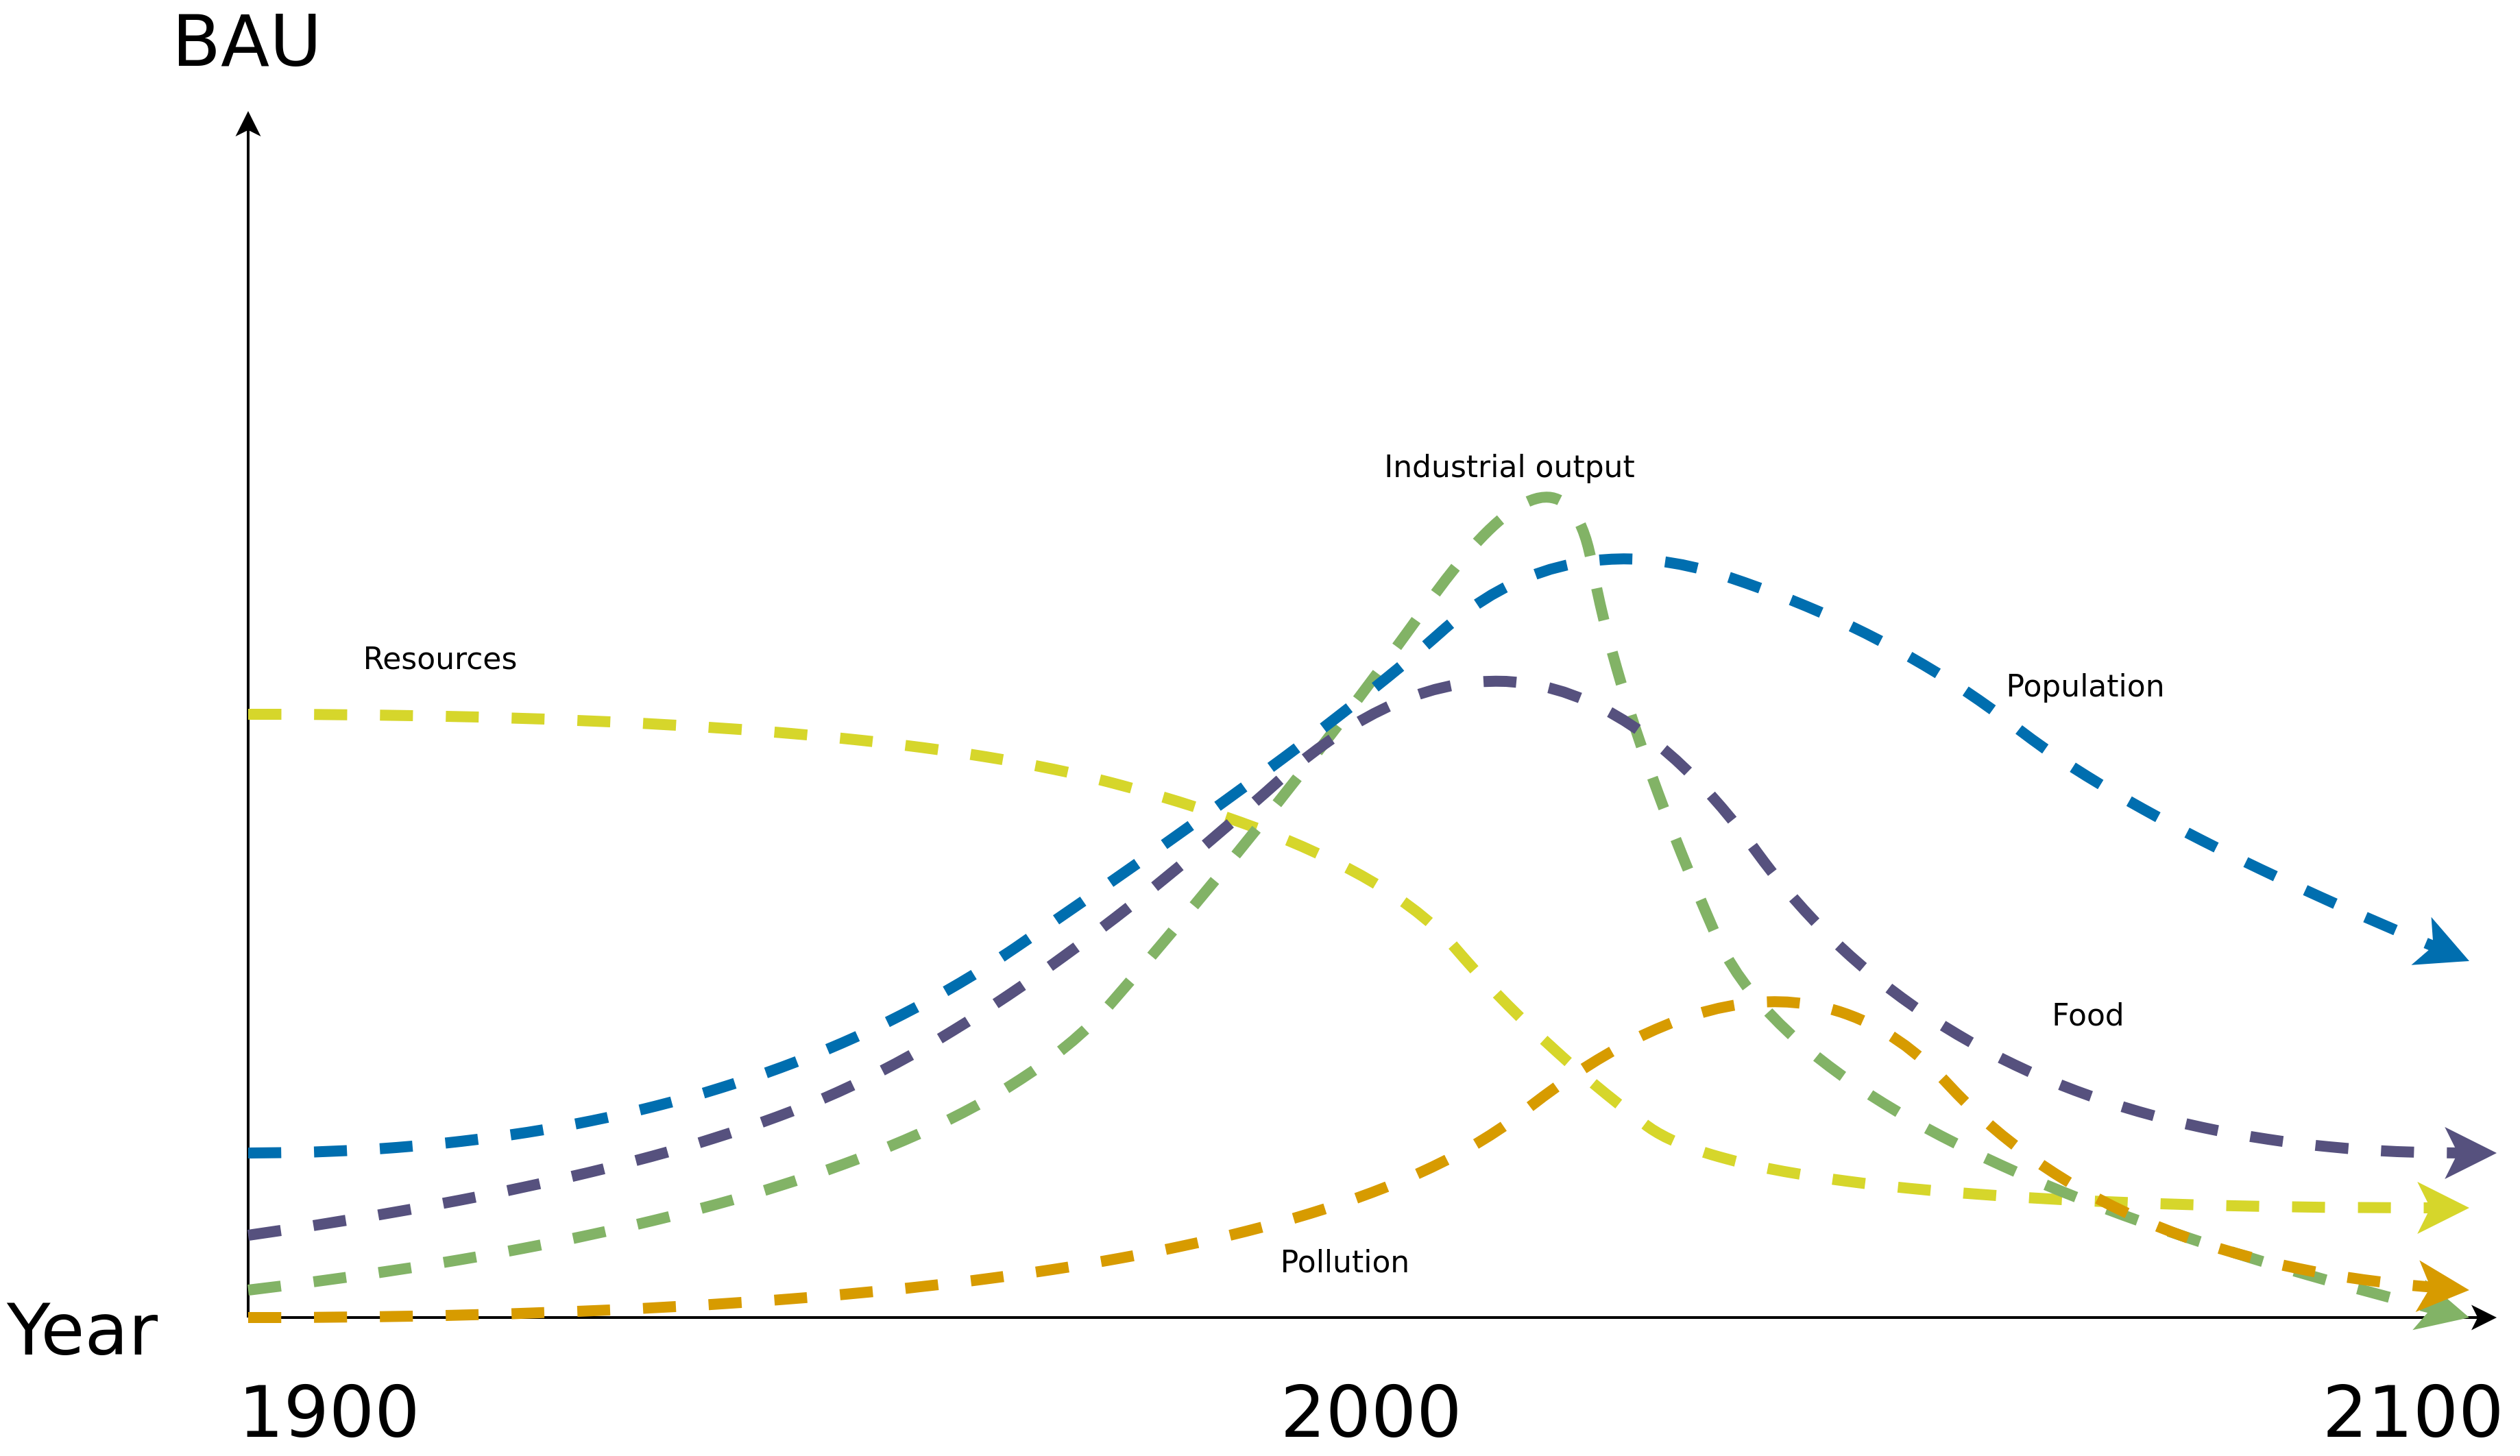 BAU
Industrial output
Resources
Population
Food
Pollution
Year
1900
2000
2100